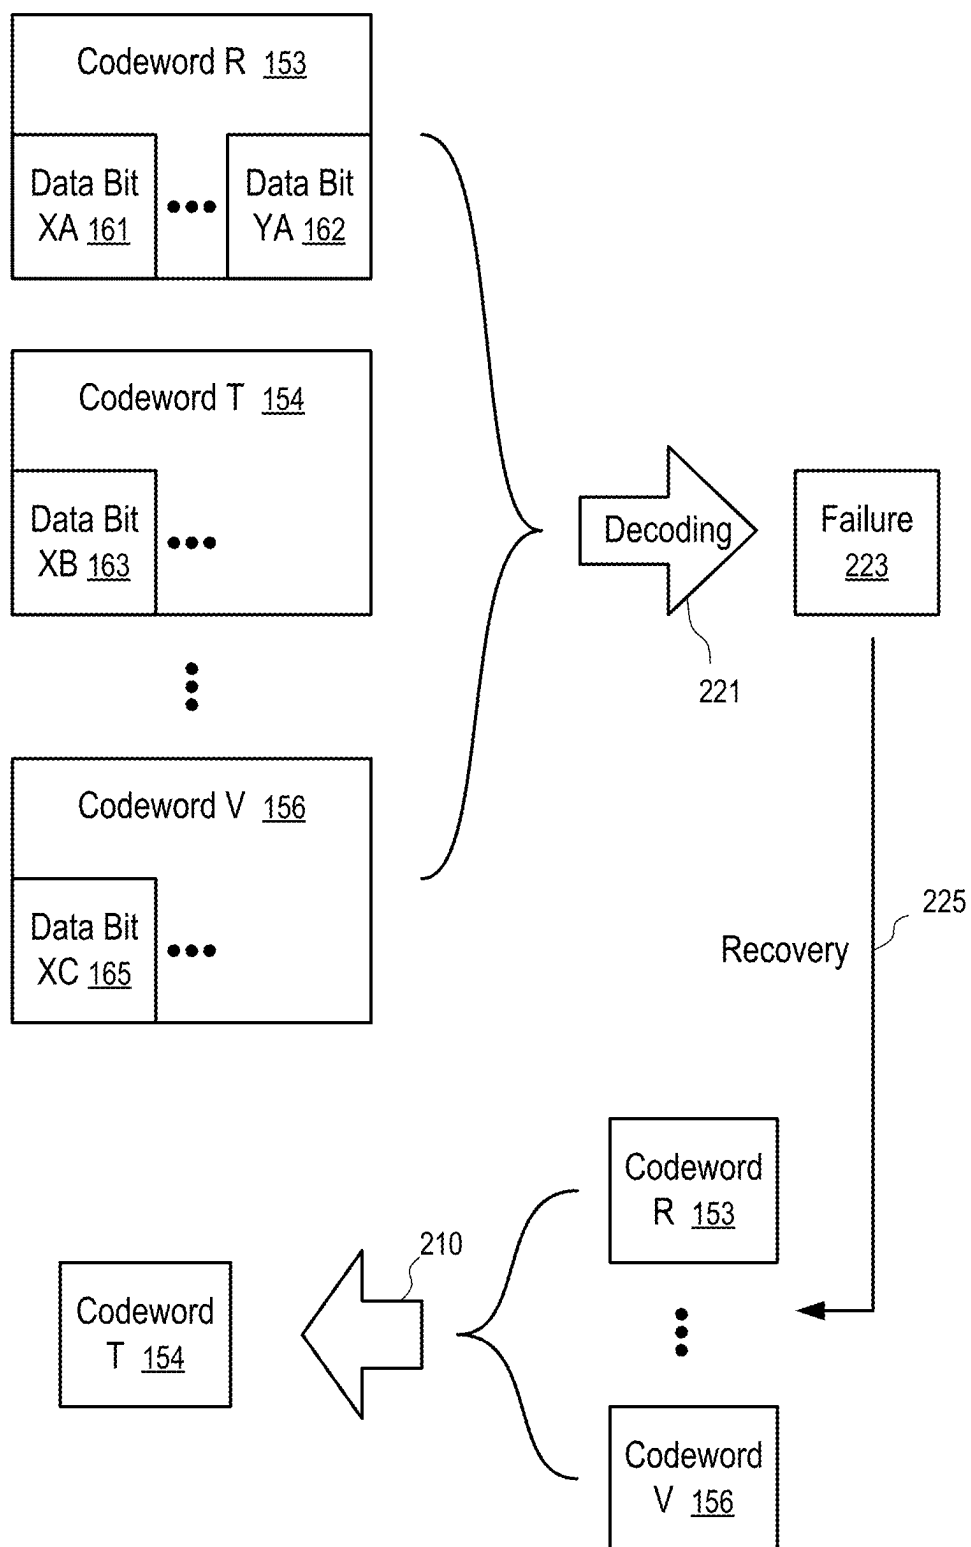 Codeword R 153
Data Bit
XA 161
Data Bit
YA 162
Codeword T 154
Data Bit
XB 163
Decoding
221
Failure
223
Codeword V 156
Data Bit
XC 165
225
Recovery
Codeword
R 153
210
Codeword
T 154
Codeword
V 156